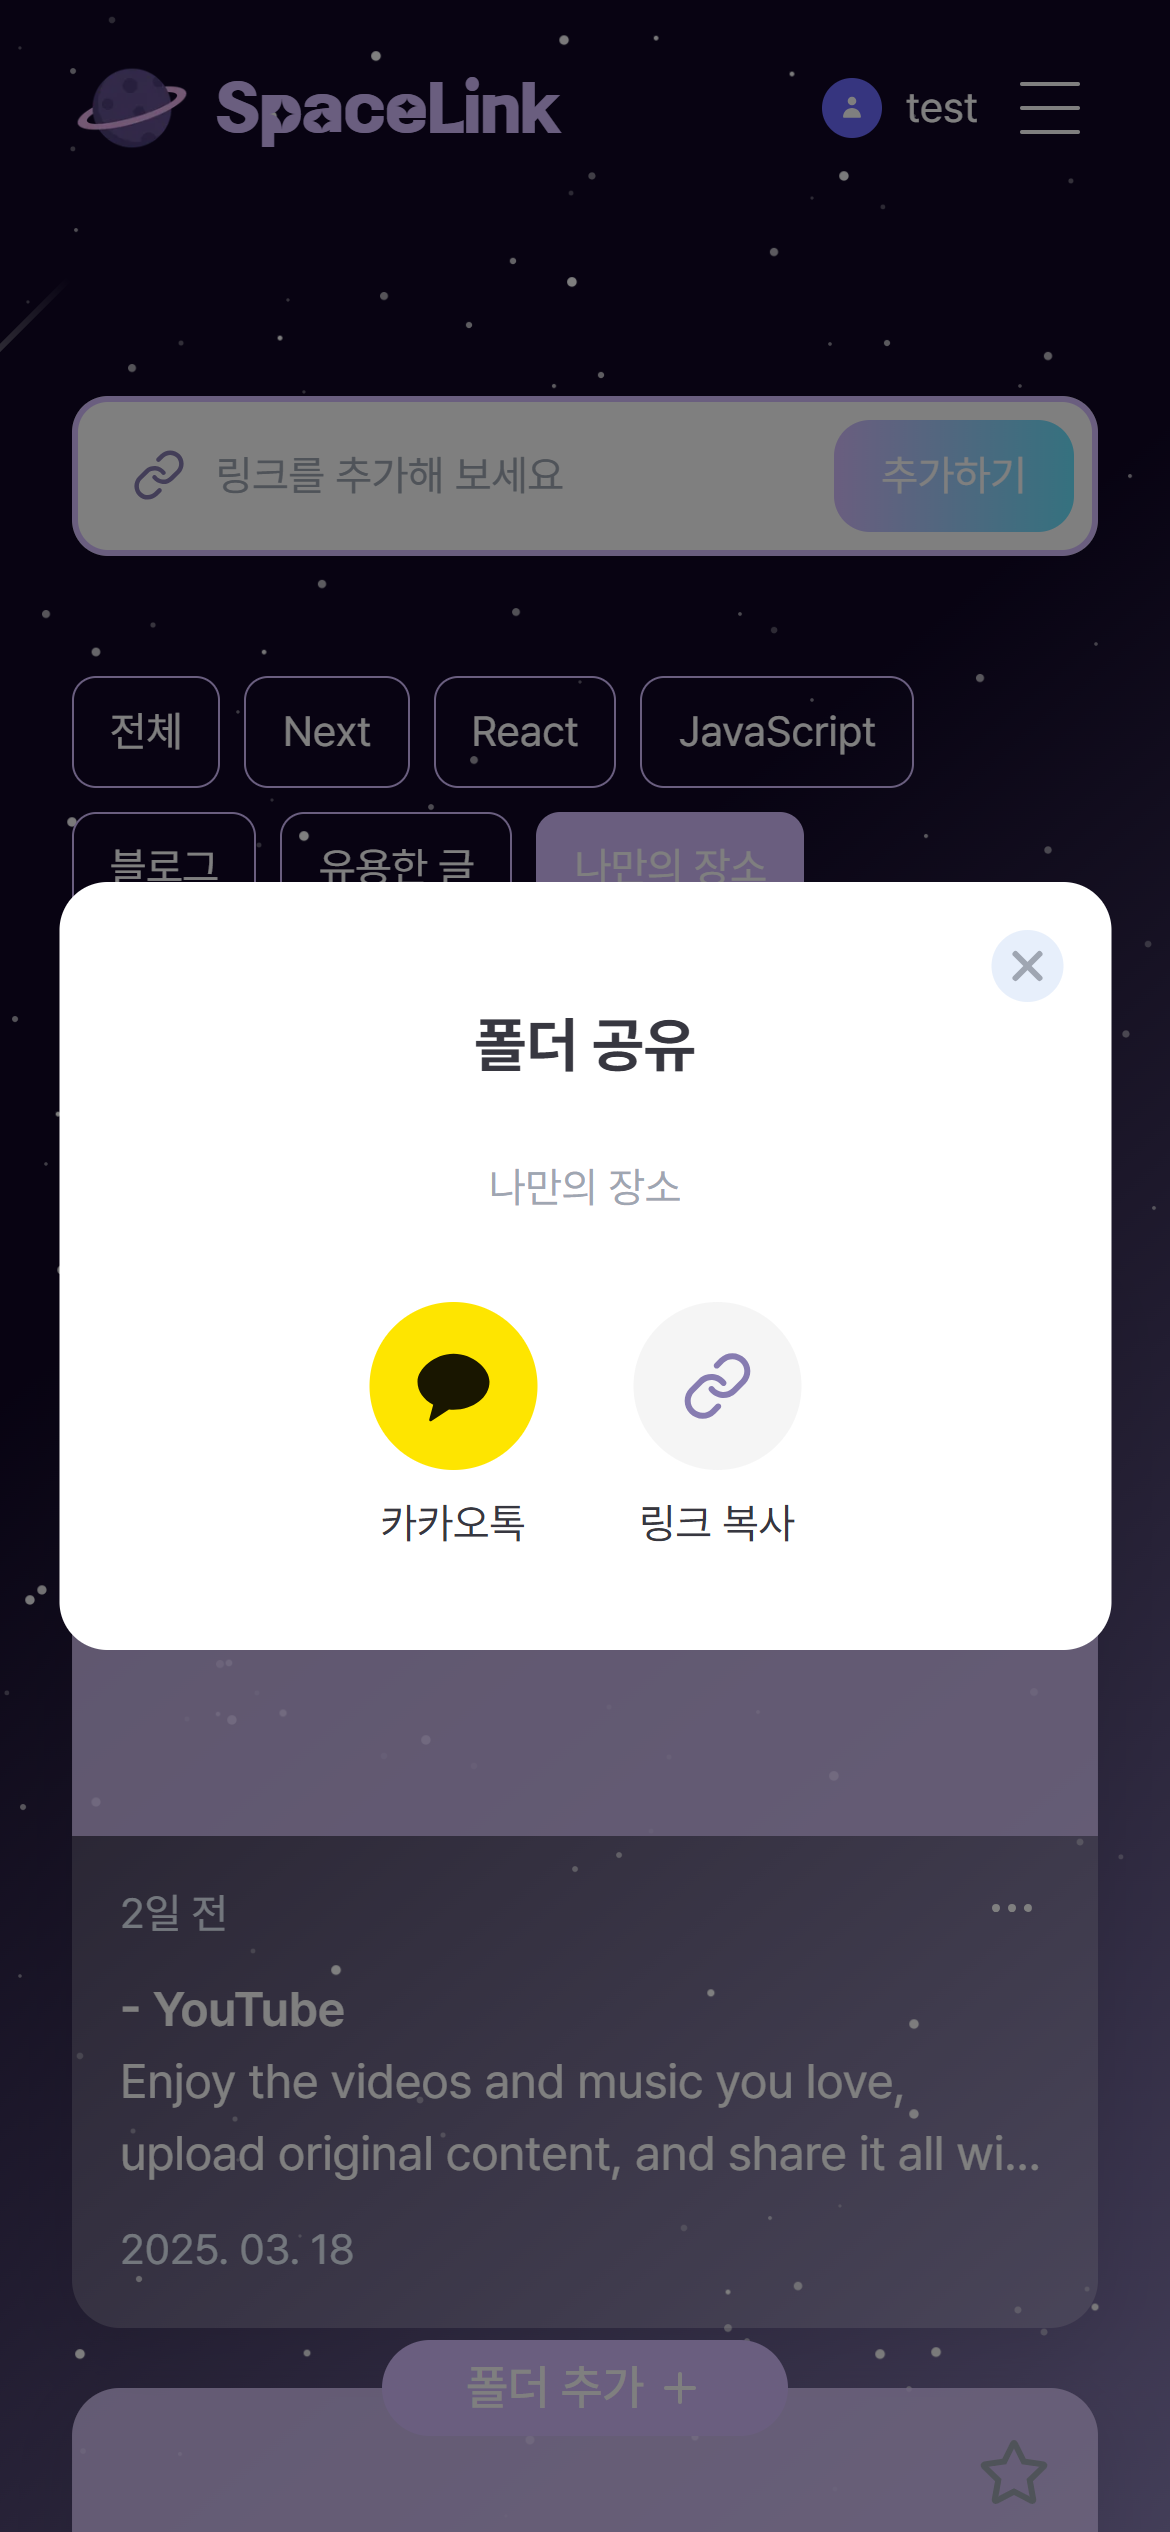 SpaceLink
test
링크를 추가해 보세요
추가하기
전체
Next
React
JavaScript
블로그
유용한 글
나만의 장소
폴더 공유
나만의 장소
카카오톡
링크 복사
2일 전
- YouTube
Enjoy the videos and music you love,
upload original content, and share it all wi...
2025. 03. 18
폴더 추가 +